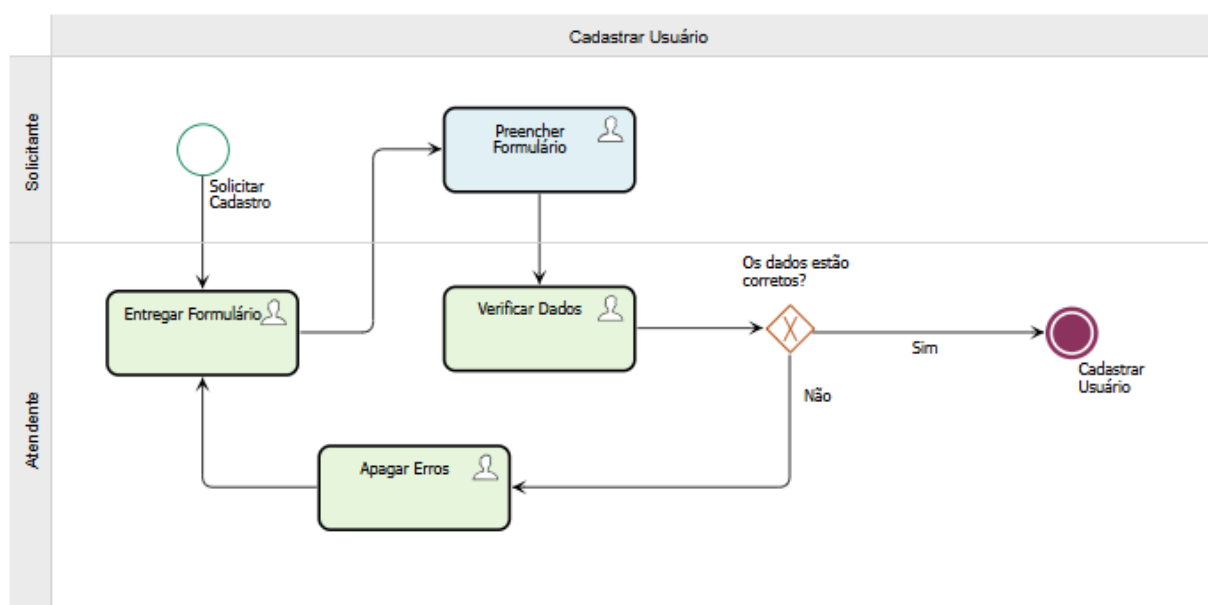 Cadastrar Usuário
Solicitante
Preencher
Formulário
Solicitar
Cadastro
Atendente
Os dados estão
corretos?
Entregar Formulário
Verificar Dados
Sim
Cadastrar
Usuário
Não
Apagar Erros